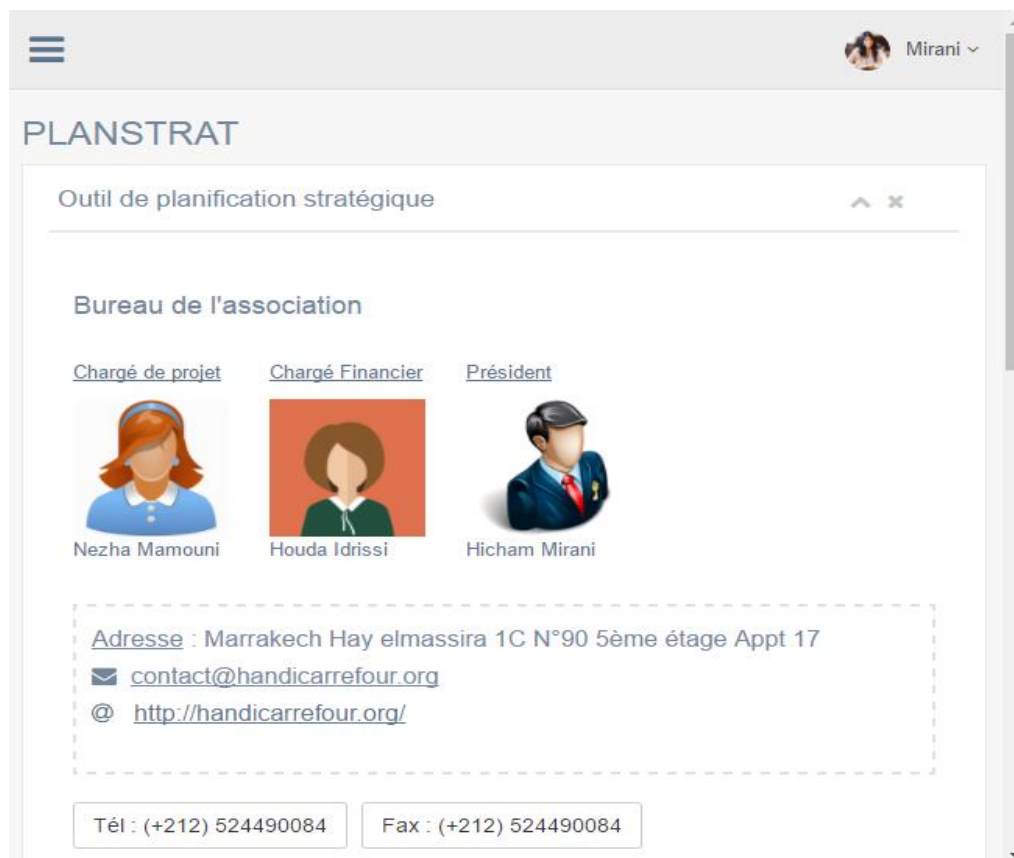 Mirani
PLANSTRAT
Outil de planification stratégique
Bureau de l'association
Chargé de projet Chargé Financier Président
Nezha Mamouni Houda Idrissi Hicham Mirani
Adresse : Marrakech Hay elmassira 1C N°90 5ème étage Appt 17
contact@handicarrefour.org
@ http://handicarrefour.org/
Tél : (+212) 524490084 Fax : (+212) 524490084